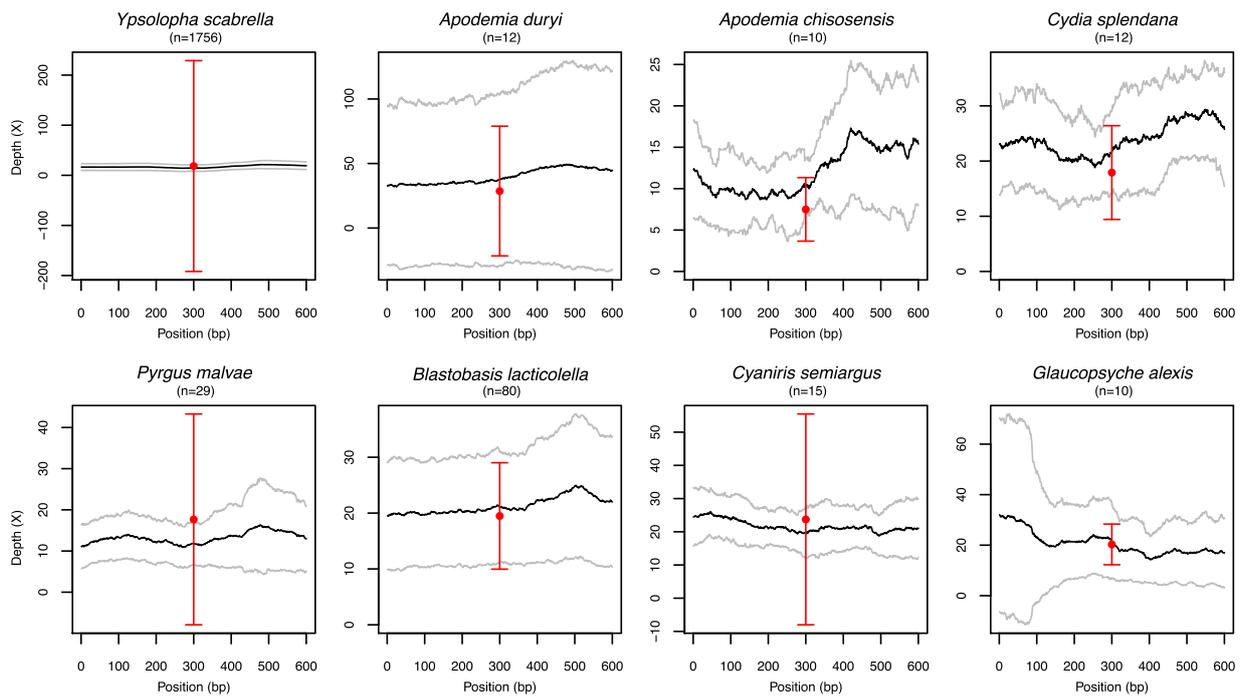 Ypsolopha scabrella
(n=1756)
Depth (X)
200
100
0
−100
−200
0 100 200 300 400 500 600
Position (bp)
Apodemia duryi
(n=12)
100
50
0
0 100 200 300 400 500 600
Position (bp)
Apodemia chisosensis
(n=10)
25
20
15
10
5
0
0 100 200 300 400 500 600
Position (bp)
Cydia splendana
(n=12)
30
20
10
0
0 100 200 300 400 500 600
Position (bp)
Pyrgus malvae
(n=29)
Depth (X)
40
30
20
10
0
0 100 200 300 400 500 600
Position (bp)
Blastobasis lacticolella
(n=80)
30
20
10
0
0 100 200 300 400 500 600
Position (bp)
Cyaniris semiargus
(n=15)
50
40
30
20
10
0
−10
0 100 200 300 400 500 600
Position (bp)
Glaucopsyche alexis
(n=10)
60
40
20
0
0 100 200 300 400 500 600
Position (bp)